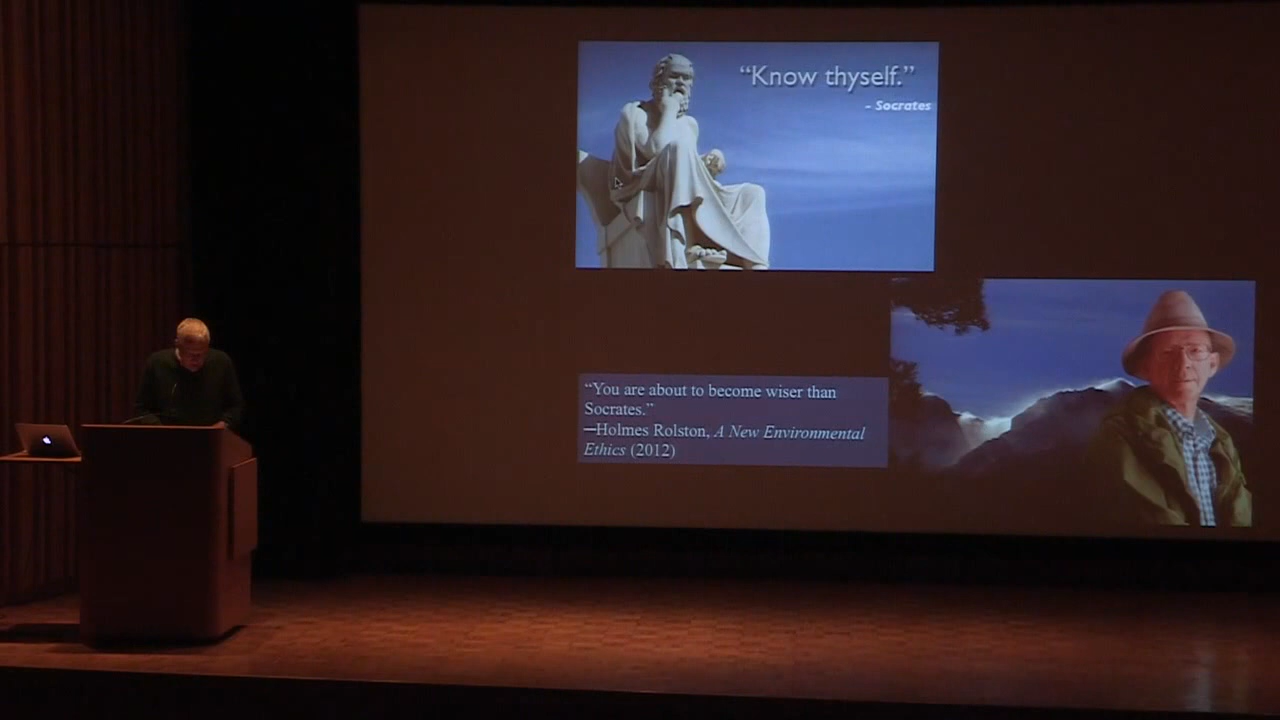 “Know thyself.”
- Socrates
“You are about to become wiser than
Socrates.”
—Holmes Rolston, A New Environmental
Ethics (2012)